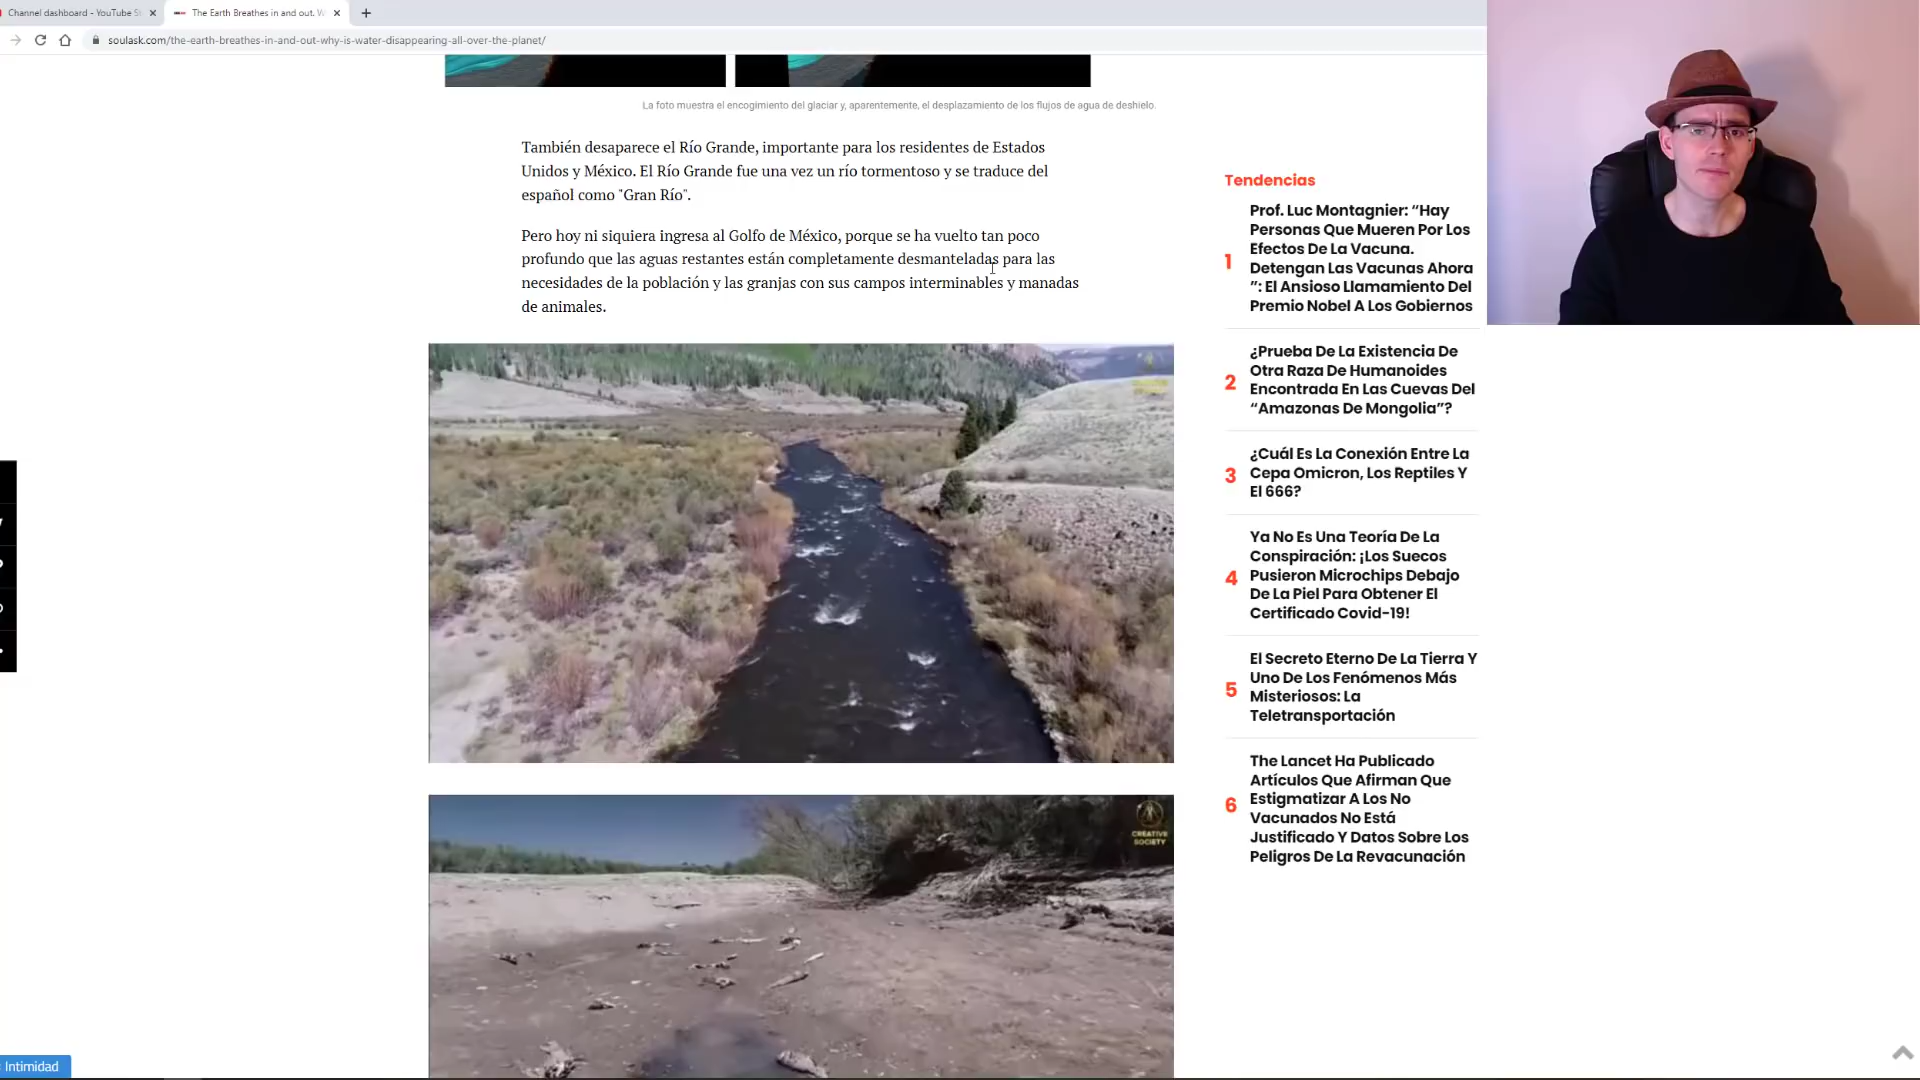 Channel dashboard - YouTube S
The Earth Breathes in and out. W
soulask.com/the-earth-breathes-in-and-out-why-is-water-disappearing-all-over-the-planet/
La foto muestra el encogimiento del glaciar y, aparentemente, el desplazamiento de los flujos de agua de deshielo.
También desaparece el Río Grande, importante para los residentes de Estados
Unidos y México. El Río Grande fue una vez un río tormentoso y se traduce del
español como "Gran Río".
Pero hoy ni siquiera ingresa al Golfo de México, porque se ha vuelto tan poco
profundo que las aguas restantes están completamente desmanteladas para las
necesidades de la población y las granjas con sus campos interminables y manadas
de animales.
CREATIVE
SOCIETY
Tendencias
1
Prof. Luc Montagnier: “Hay
Personas Que Mueren Por Los
Efectos De La Vacuna.
Detengan Las Vacunas Ahora
”: El Ansioso Llamamiento Del
Premio Nobel A Los Gobiernos
2
¿Prueba De La Existencia De
Otra Raza De Humanoides
Encontrada En Las Cuevas Del
“Amazonas De Mongolia”?
3
¿Cuál Es La Conexión Entre La
Cepa Omicron, Los Reptiles Y
El 666?
4
Ya No Es Una Teoría De La
Conspiración: ¡Los Suecos
Pusieron Microchips Debajo
De La Piel Para Obtener El
Certificado Covid-19!
5
El Secreto Eterno De La Tierra Y
Uno De Los Fenómenos Más
Misteriosos: La
Teletransportación
6
The Lancet Ha Publicado
Artículos Que Afirman Que
Estigmatizar A Los No
Vacunados No Está
Justificado Y Datos Sobre Los
Peligros De La Revacunación
Intimidad